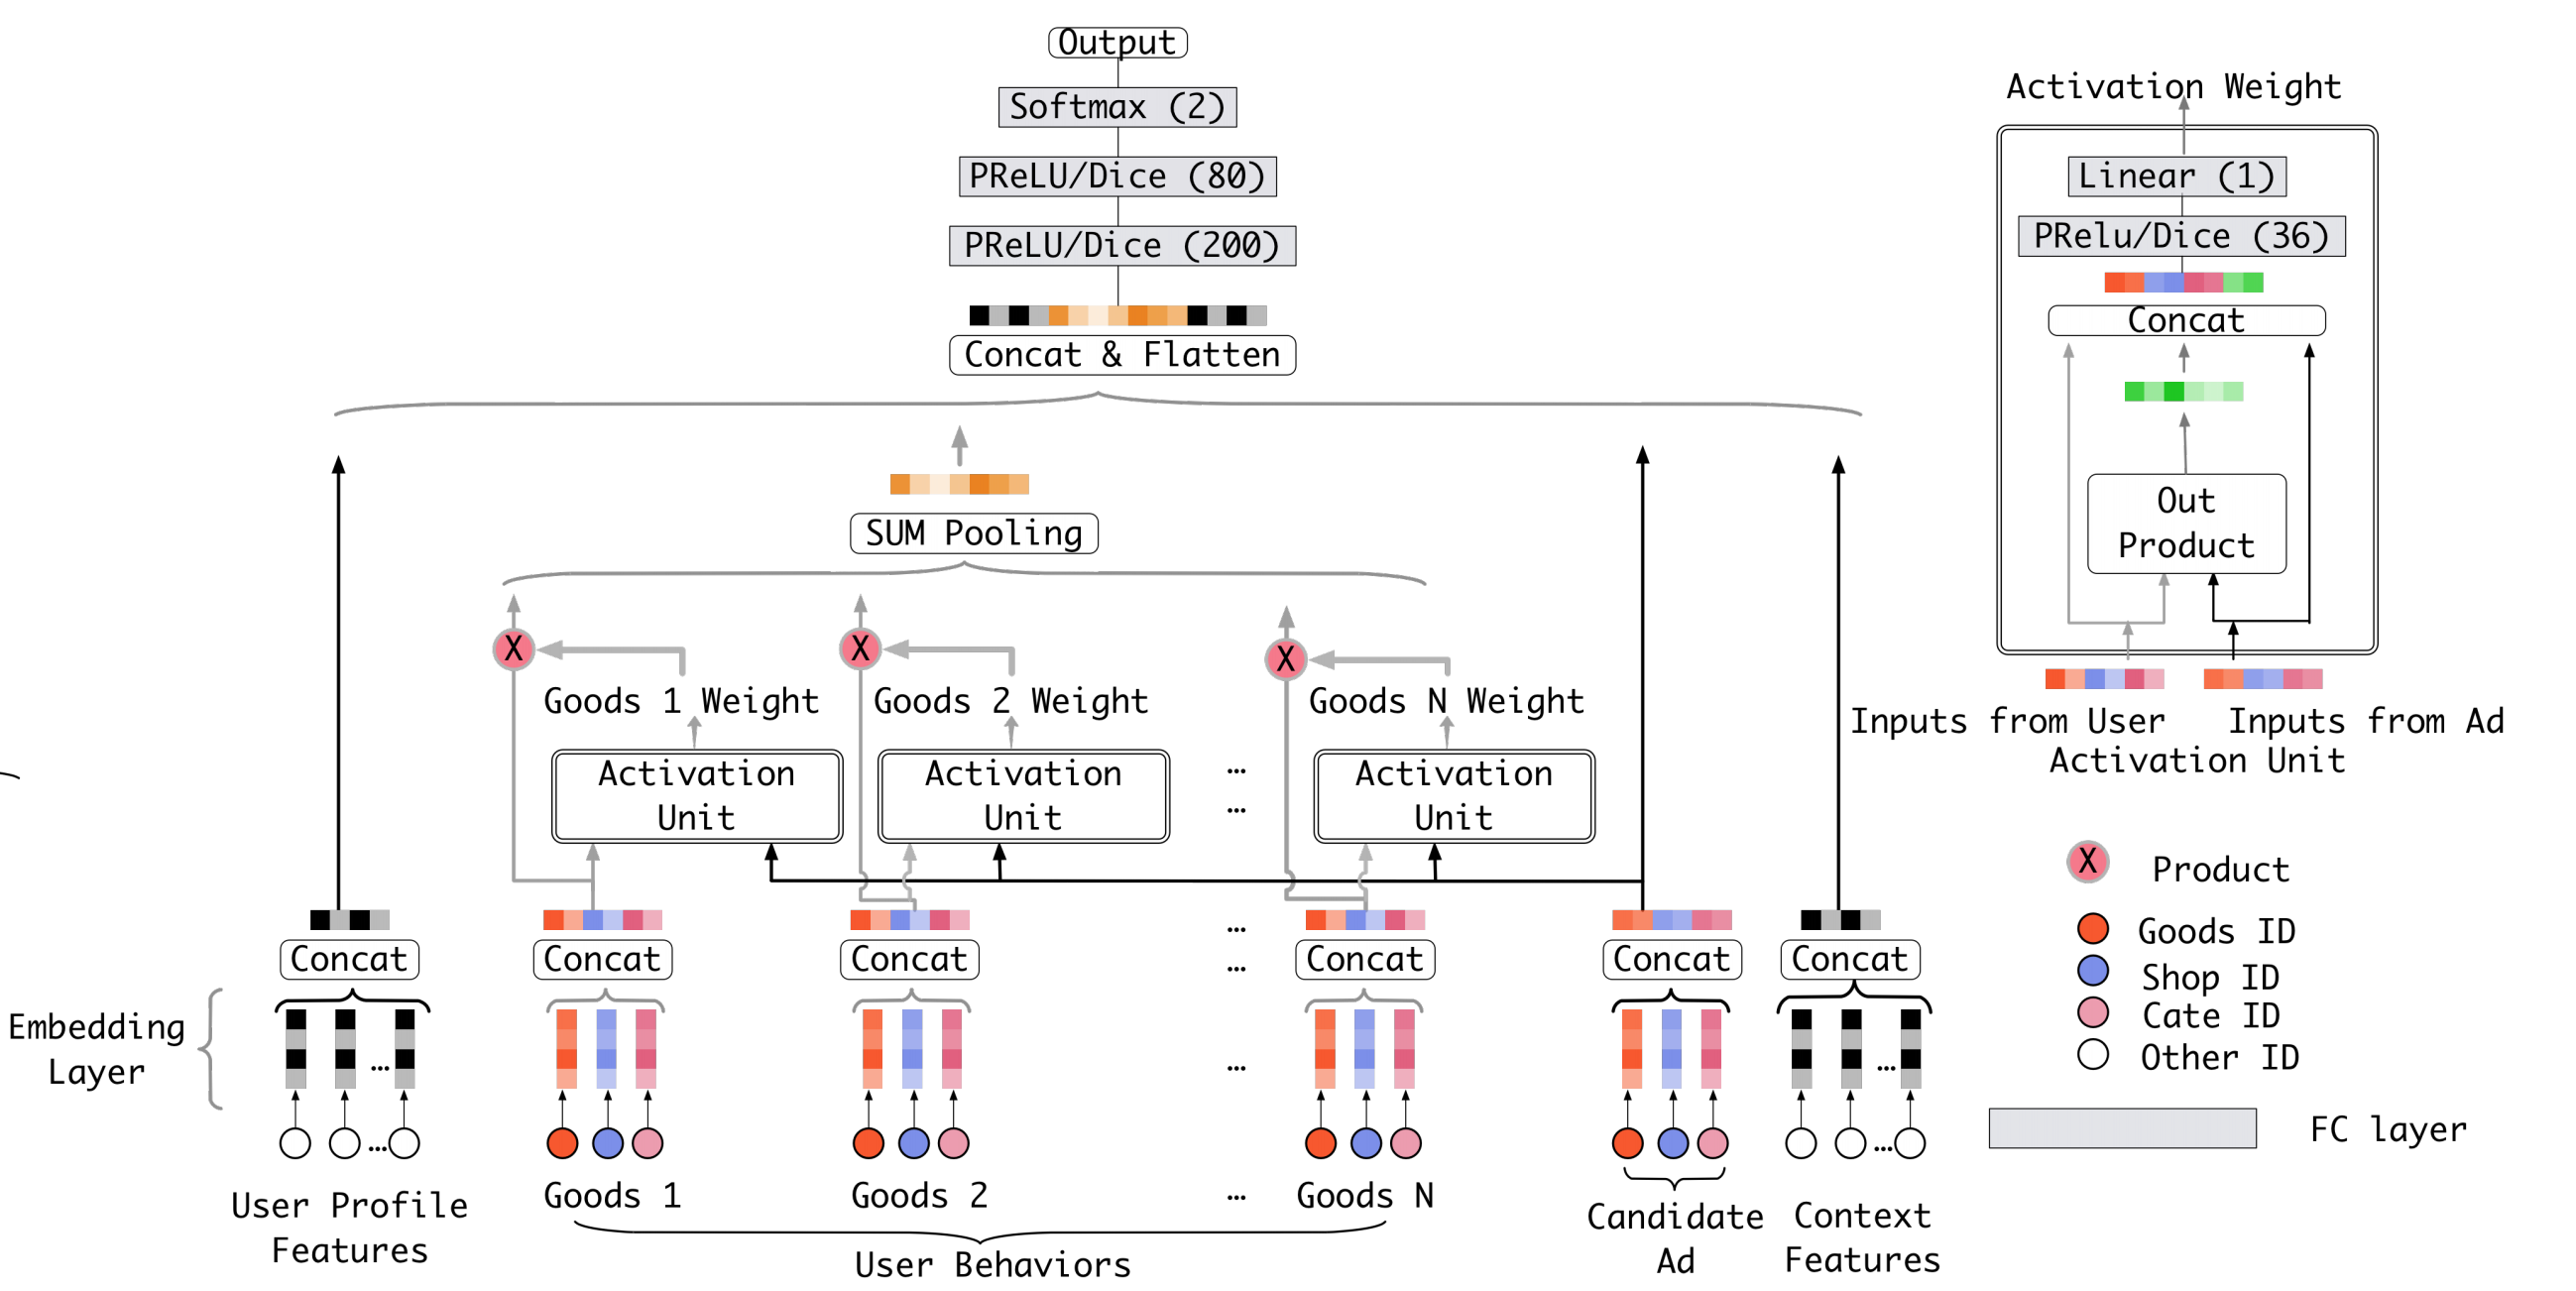 Output
Softmax (2)
PReLU/Dice (80)
PReLU/Dice (200)
Concat & Flatten
SUM Pooling
X
X
X
Goods 1 Weight
Goods 2 Weight
Goods N Weight
Activation
Unit
Activation
Unit
...
...
Activation
Unit
...
...
Concat
Concat
Concat
Concat
Concat
Concat
Embedding
Layer
...
...
...
...
...
User Profile
Features
Goods 1
Goods 2
...
Goods N
User Behaviors
Candidate
Ad
Context
Features
Activation Weight
Linear (1)
PRelu/Dice (36)
Concat
Out
Product
Inputs from User
Inputs from Ad
Activation Unit
X
Product
Goods ID
Shop ID
Cate ID
Other ID
FC layer